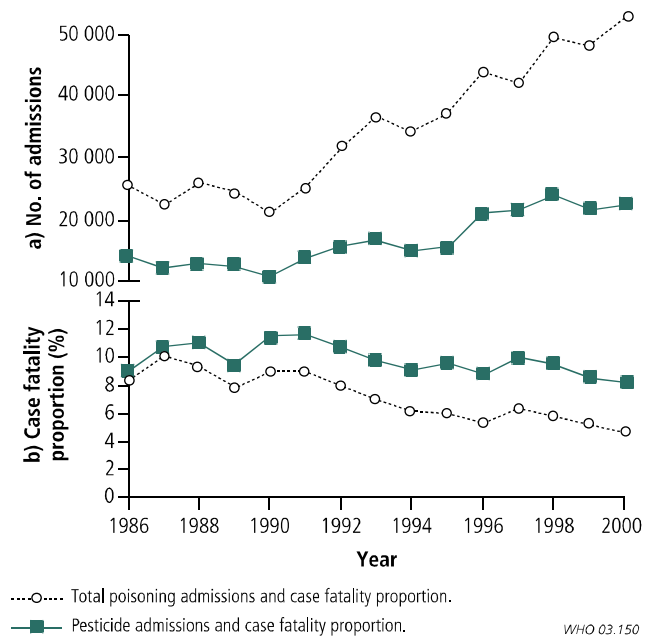 a) No. of admissions
50 000
40 000
30 000
20 000
10 000
b) Case fatality
proportion (%)
14
12
10
8
6
4
2
0
1986 1988 1990 1992 1994 1996 1998 2000
Year
Total poisoning admissions and case fatality proportion.
Pesticide admissions and case fatality proportion.
WHO 03.150